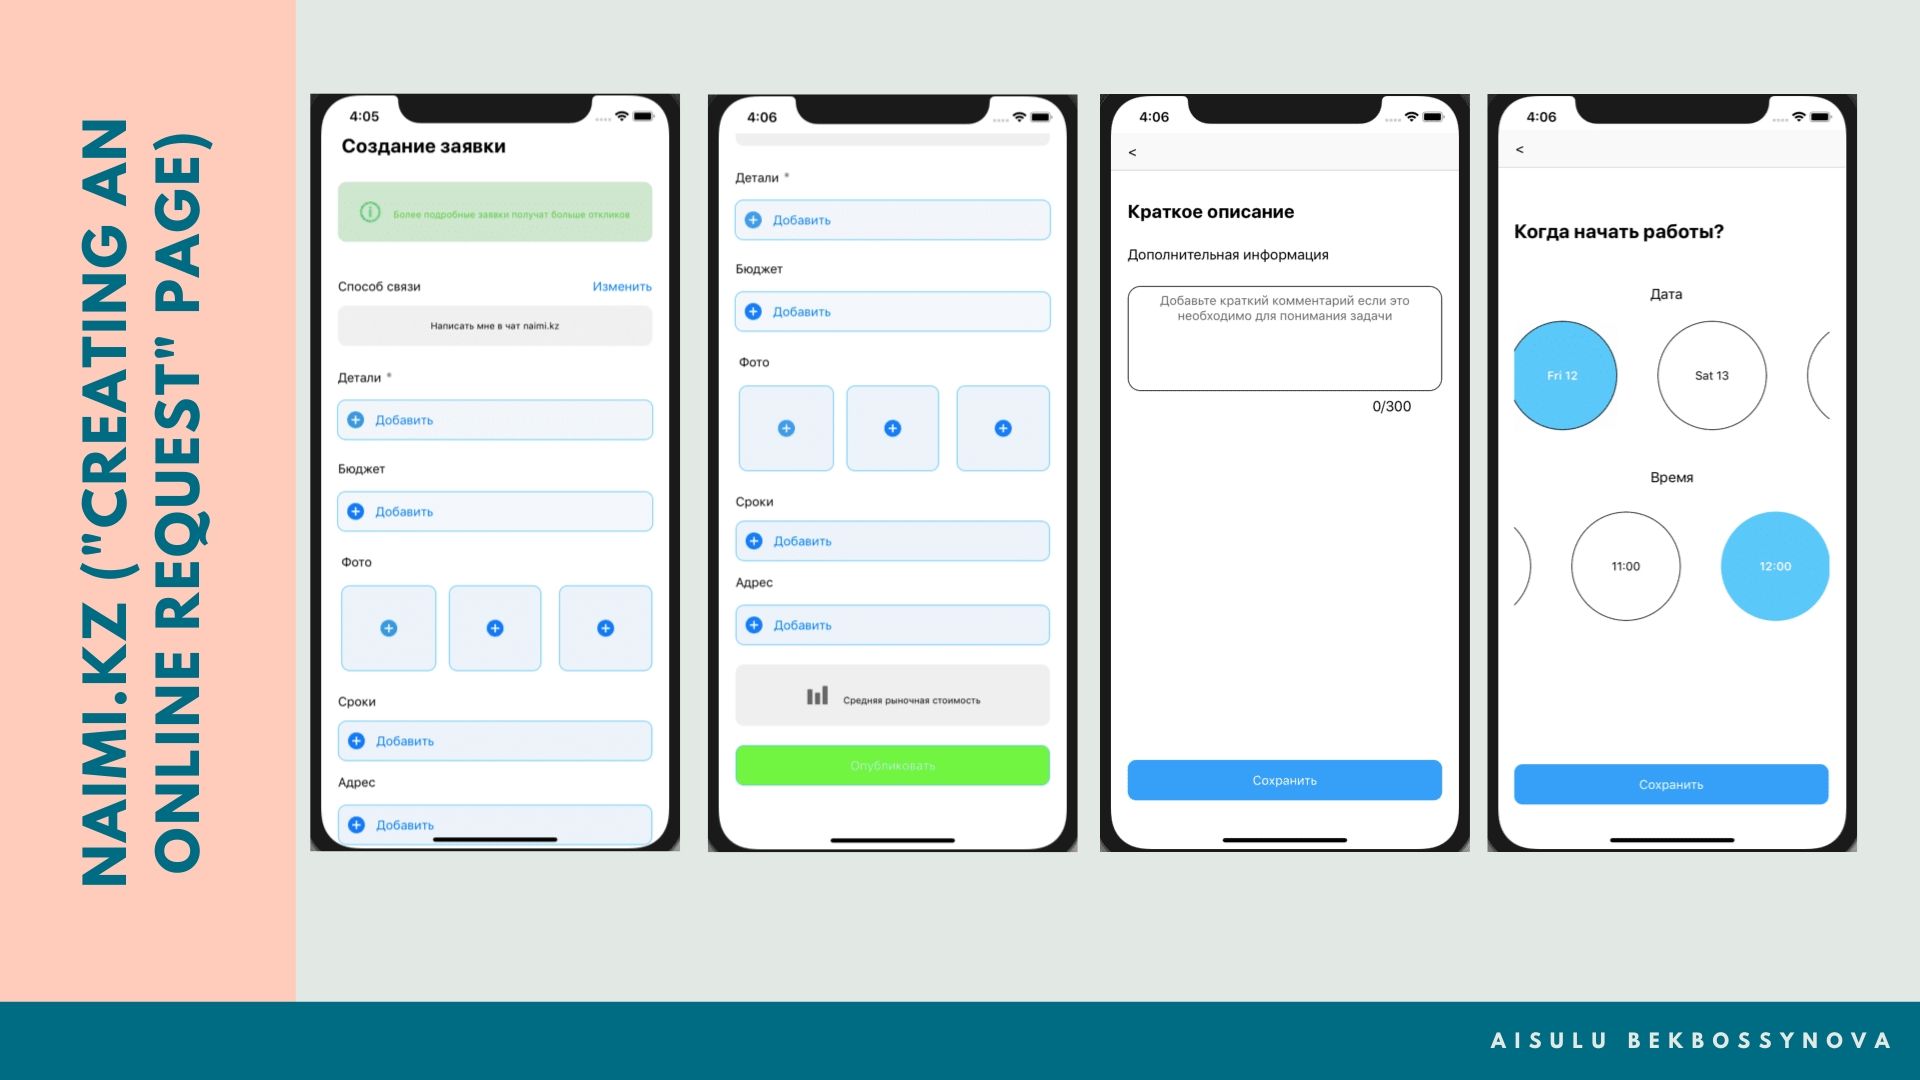 NAIMI.KZ ("CREATING AN
ONLINE REQUEST" PAGE)
4:05
Создание заявки
Более подробные заявки получат больше откликов
Способ связи
Изменить
Написать мне в чат naimi.kz
Детали *
Добавить
Бюджет
Добавить
Фото
Сроки
Добавить
Адрес
Добавить
4:06
Детали *
Добавить
Бюджет
Добавить
Фото
Сроки
Добавить
Адрес
Добавить
Средняя рыночная стоимость
Опубликовать
4:06
<
Краткое описание
Дополнительная информация
Добавьте краткий комментарий если это
необходимо для понимания задачи
0/300
Сохранить
4:06
<
Когда начать работы?
Дата
Fri 12
Sat 13
Время
11:00
12:00
Сохранить
AISULU BEKBOSSYNOVA